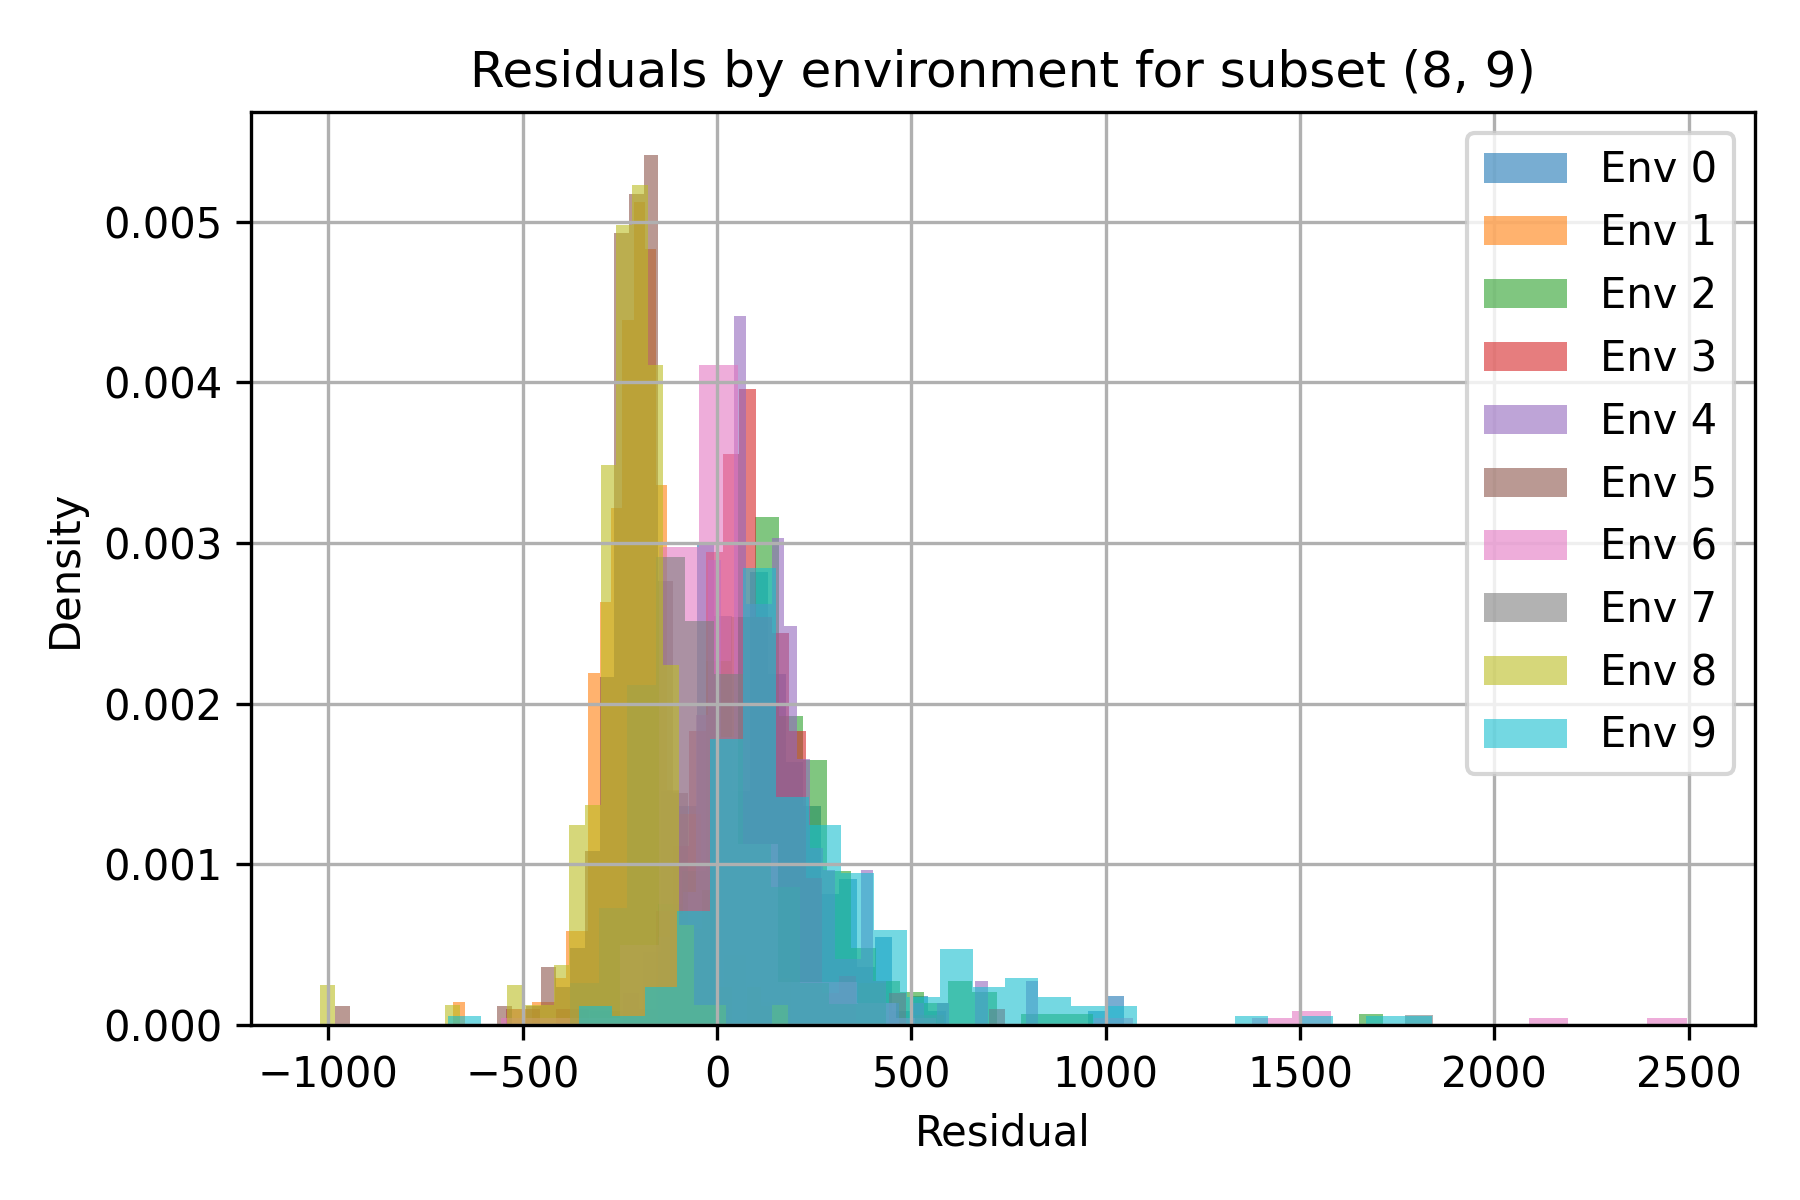 Residuals by environment for subset (8, 9)
Density
0.005
0.004
0.003
0.002
0.001
0.000
−1000
−500
0
500
1000
1500
2000
2500
Residual
Env 0
Env 1
Env 2
Env 3
Env 4
Env 5
Env 6
Env 7
Env 8
Env 9